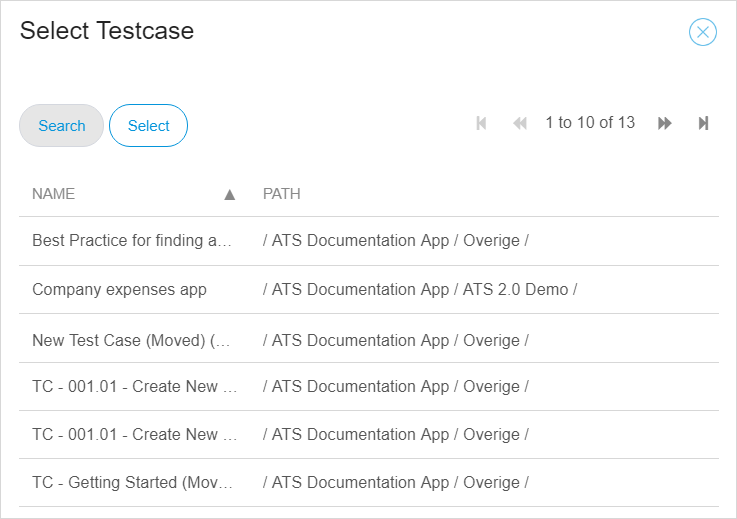 Select Testcase
Search Select 1 to 10 of 13
NAME PATH
Best Practice for finding a... / ATS Documentation App / Overige /
Company expenses app / ATS Documentation App / ATS 2.0 Demo /
New Test Case (Moved) (... / ATS Documentation App / Overige /
TC - 001.01 - Create New ... / ATS Documentation App / Overige /
TC - 001.01 - Create New ... / ATS Documentation App / Overige /
TC - Getting Started (Mov... / ATS Documentation App / Overige /